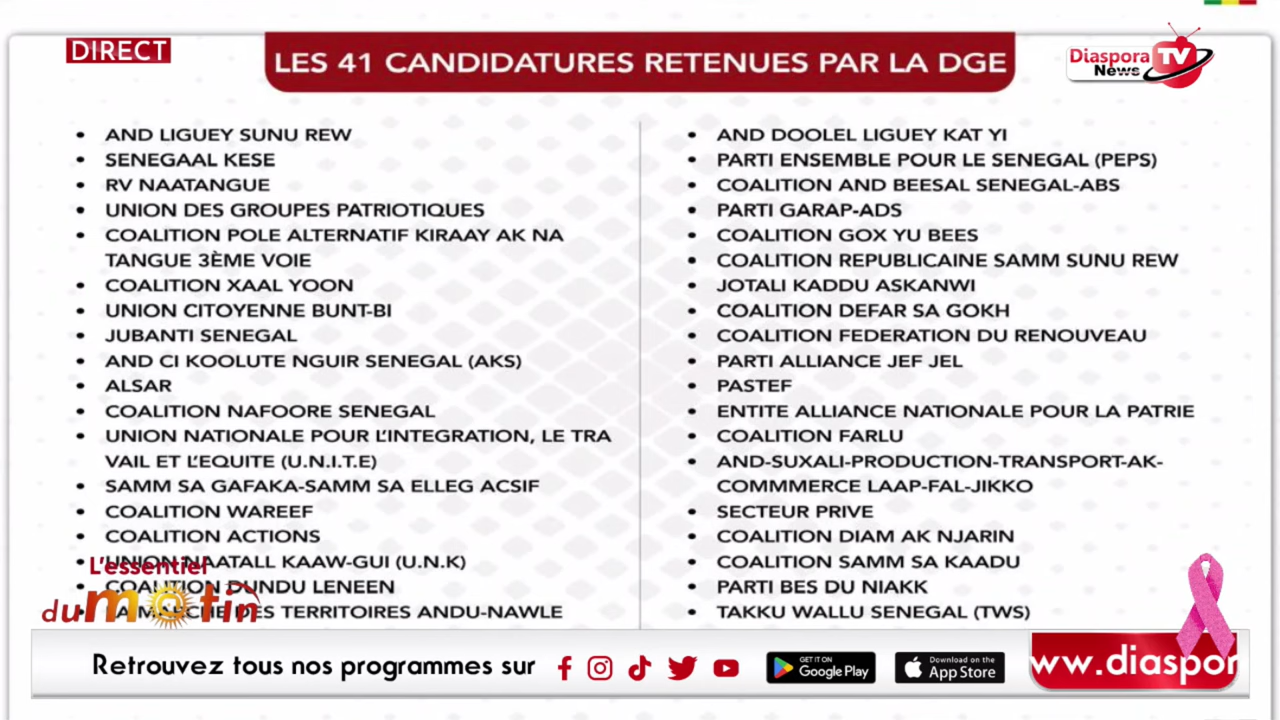 DIRECT
LES 41 CANDIDATURES RETENUES PAR LA DGE
Diaspora
News TV
• AND LIGUEY SUNU REW
• SENEGAAL KESE
• RV NAATANGUE
• UNION DES GROUPES PATRIOTIQUES
• COALITION POLE ALTERNATIF KIRAAY AK NA
TANGUE 3ÈME VOIE
• COALITION XAAL YOON
• UNION CITOYENNE BUNT-BI
• JUBANTI SENEGAL
• AND CI KOOLUTE NGUIR SENEGAL (AKS)
• ALSAR
• COALITION NAFOORE SENEGAL
• UNION NATIONALE POUR L'INTEGRATION, LE TRA
VAIL ET L'EQUITE (U.N.I.T.E)
• SAMM SA GAFAKA-SAMM SA ELLEG ACSIF
• COALITION WAREEF
• COALITION ACTIONS
• UNION NAATALL KAAW-GUI (U.N.K)
• COALITION LENEEN
• DES TERRITOIRES ANDU-NAWLE
• AND DOOLEL LIGUEY KAT YI
• PARTI ENSEMBLE POUR LE SENEGAL (PEPS)
• COALITION AND BEESAL SENEGAL-ABS
• PARTI GARAP-ADS
• COALITION GOX YU BEES
• COALITION REPUBLICAINE SAMM SUNU REW
• JOTALI KADDU ASKANWI
• COALITION DEFAR SA GOKH
• COALITION FEDERATION DU RENOUVEAU
• PARTI ALLIANCE JEF JEL
• PASTEF
• ENTITE ALLIANCE NATIONALE POUR LA PATRIE
• COALITION FARLU
• AND-SUXALI-PRODUCTION-TRANSPORT-AK-
COMMMERCE LAAP-FAL-JIKKO
• SECTEUR PRIVE
• COALITION DIAM AK NJARIN
• COALITION SAMM SA KAADU
• PARTI BES DU NIAKK
• TAKKU WALLU SENEGAL (TWS)
L'essentiel
du m@tin
Retrouvez tous nos programmes sur
GET IT ON
Google Play
Download on the
App Store
ww.diaspor